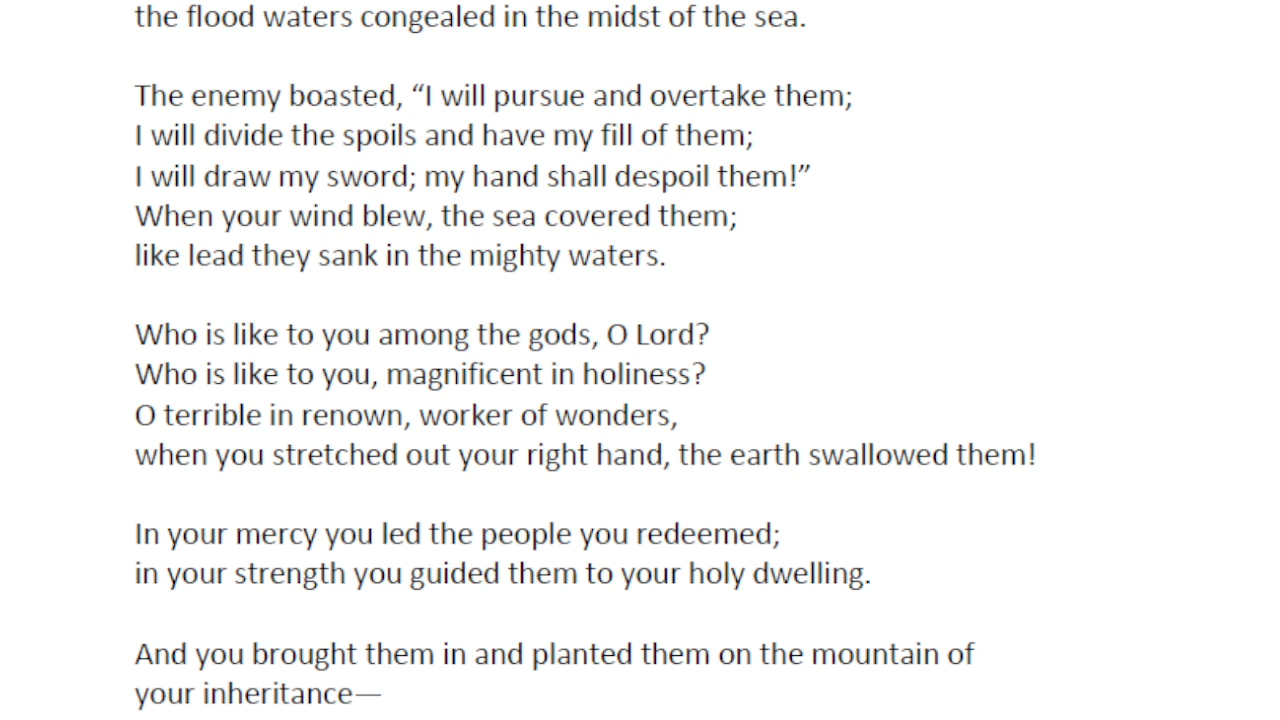 the flood waters congealed in the midst of the sea.
The enemy boasted, “I will pursue and overtake them;
I will divide the spoils and have my fill of them;
I will draw my sword; my hand shall despoil them!”
When your wind blew, the sea covered them;
like lead they sank in the mighty waters.
Who is like to you among the gods, O Lord?
Who is like to you, magnificent in holiness?
O terrible in renown, worker of wonders,
when you stretched out your right hand, the earth swallowed them!
In your mercy you led the people you redeemed;
in your strength you guided them to your holy dwelling.
And you brought them in and planted them on the mountain of
your inheritance—